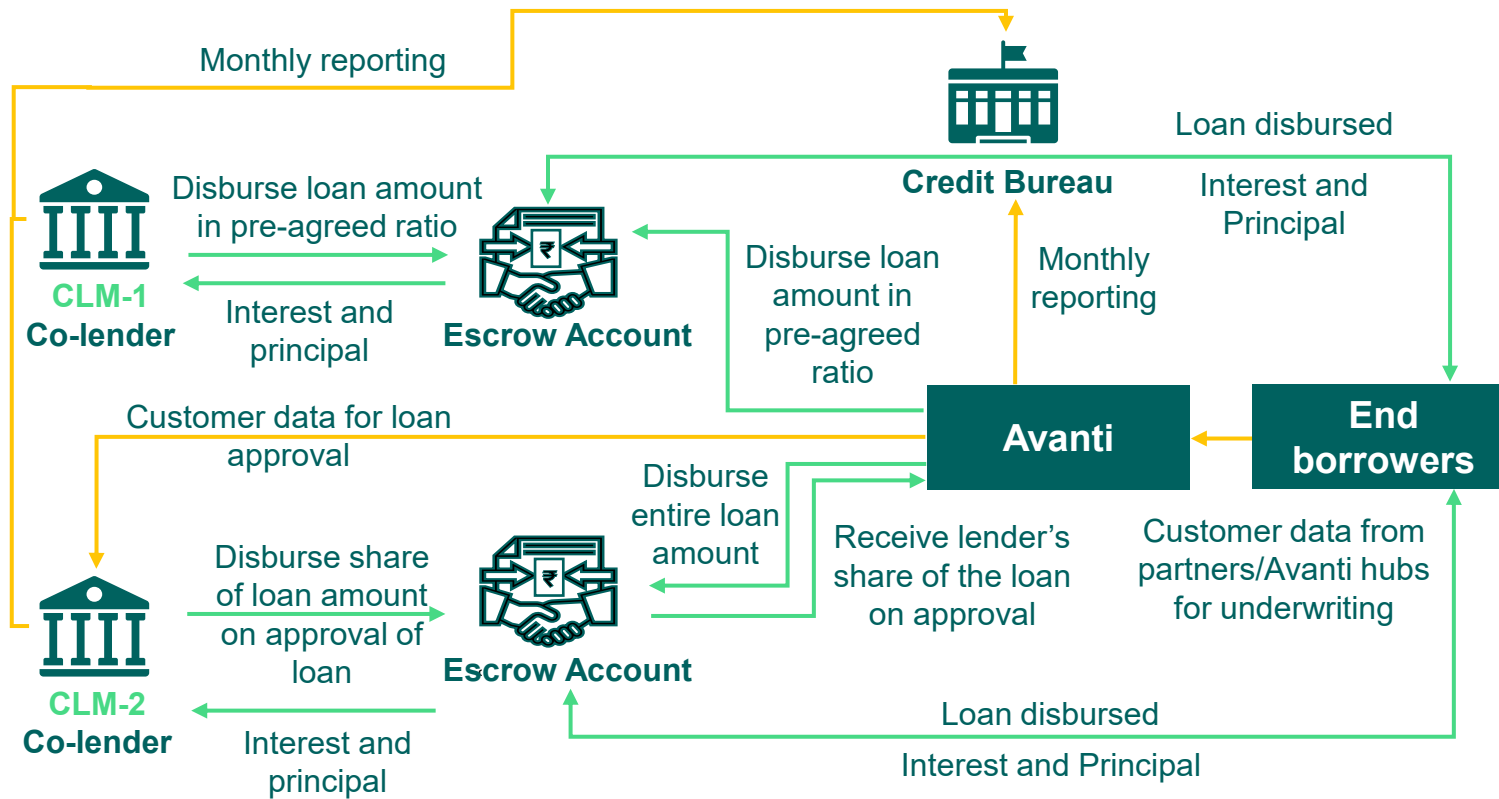 Monthly reporting
Loan disbursed
Credit Bureau
Interest and
Principal
Disburse loan amount
in pre-agreed ratio
₹
CLM-1
Co-lender
Interest and
principal
Escrow Account
Disburse loan
amount in
pre-agreed
ratio
Monthly
reporting
Customer data for loan
approval
Avanti
End
borrowers
Disburse
entire loan
amount
Receive lender's
share of the loan
on approval
Customer data from
partners/Avanti hubs
for underwriting
Disburse share
of loan amount
on approval of
loan
₹
Escrow Account
CLM-2
Co-lender
Interest and
principal
Loan disbursed
Interest and Principal